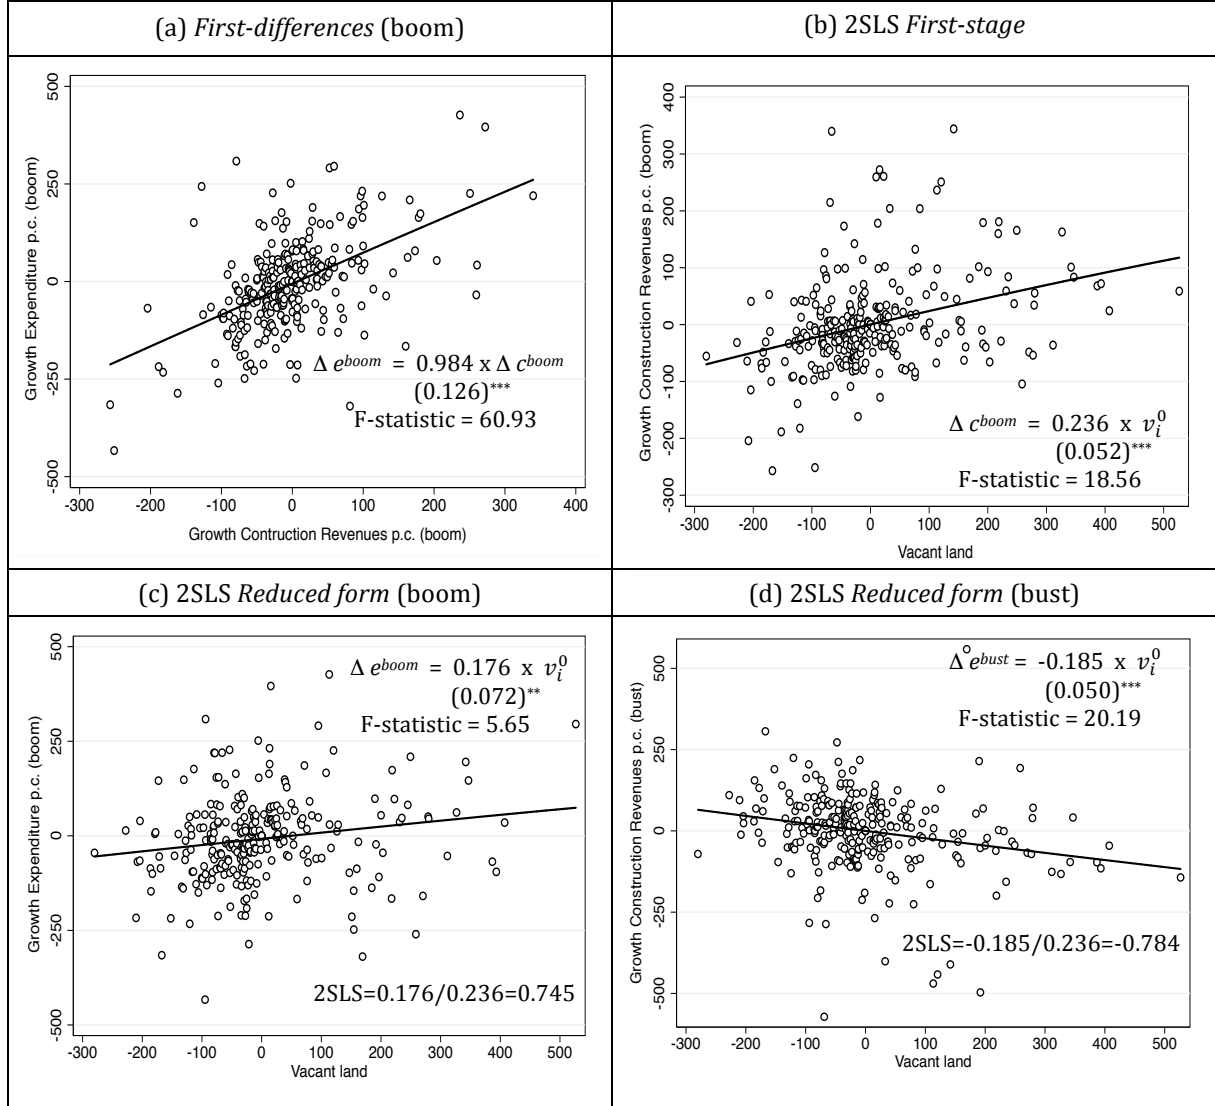 (a) First-differences (boom)
(b) 2SLS First-stage
Growth Expenditure p.c. (boom)
500
250
0
-250
-500
Δ e^boom = 0.984 x Δ c^boom
(0.126)***
F-statistic = 60.93
-300 -200 -100 0 100 200 300 400
Growth Contruction Revenues p.c. (boom)
Growth Construction Revenues p.c. (boom)
400
300
200
100
0
-100
-200
-300
Δ c^boom = 0.236 x v_i^0
(0.052)***
F-statistic = 18.56
-300 -200 -100 0 100 200 300 400 500
Vacant land
(c) 2SLS Reduced form (boom)
(d) 2SLS Reduced form (bust)
Growth Expenditure p.c. (boom)
500
250
0
-250
-500
Δ e^boom = 0.176 x v_i^0
(0.072)**
F-statistic = 5.65
2SLS=0.176/0.236=0.745
-300 -200 -100 0 100 200 300 400 500
Vacant land
Growth Construction Revenues p.c. (bust)
500
250
0
-250
-500
Δ e^bust = -0.185 x v_i^0
(0.050)***
F-statistic = 20.19
2SLS=-0.185/0.236=-0.784
-300 -200 -100 0 100 200 300 400 500
Vacant land